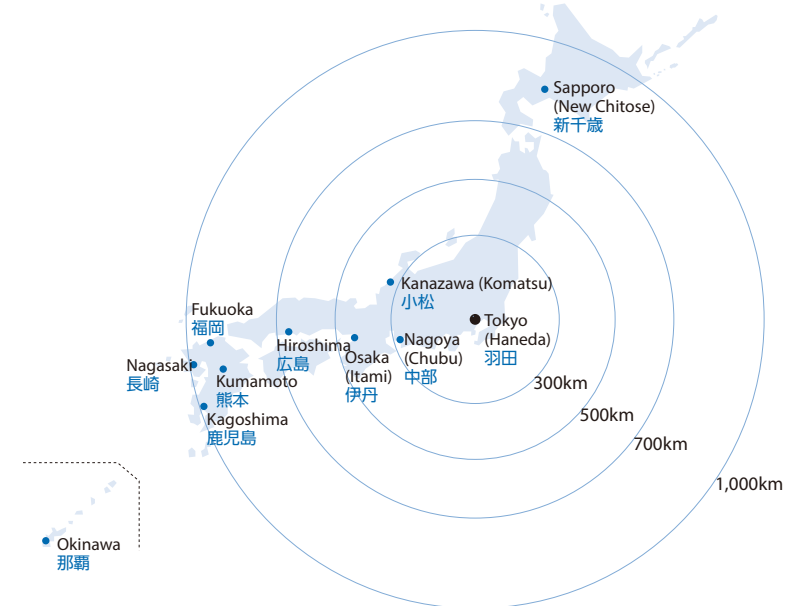 Sapporo
(New Chitose)
新千歳
Kanazawa (Komatsu)
小松
Tokyo
(Haneda)
羽田
Nagoya
(Chubu)
中部
Osaka
(Itami)
伊丹
Hiroshima
広島
Fukuoka
福岡
Nagasaki
長崎
Kumamoto
熊本
Kagoshima
鹿児島
300km
500km
700km
1,000km
Okinawa
那覇